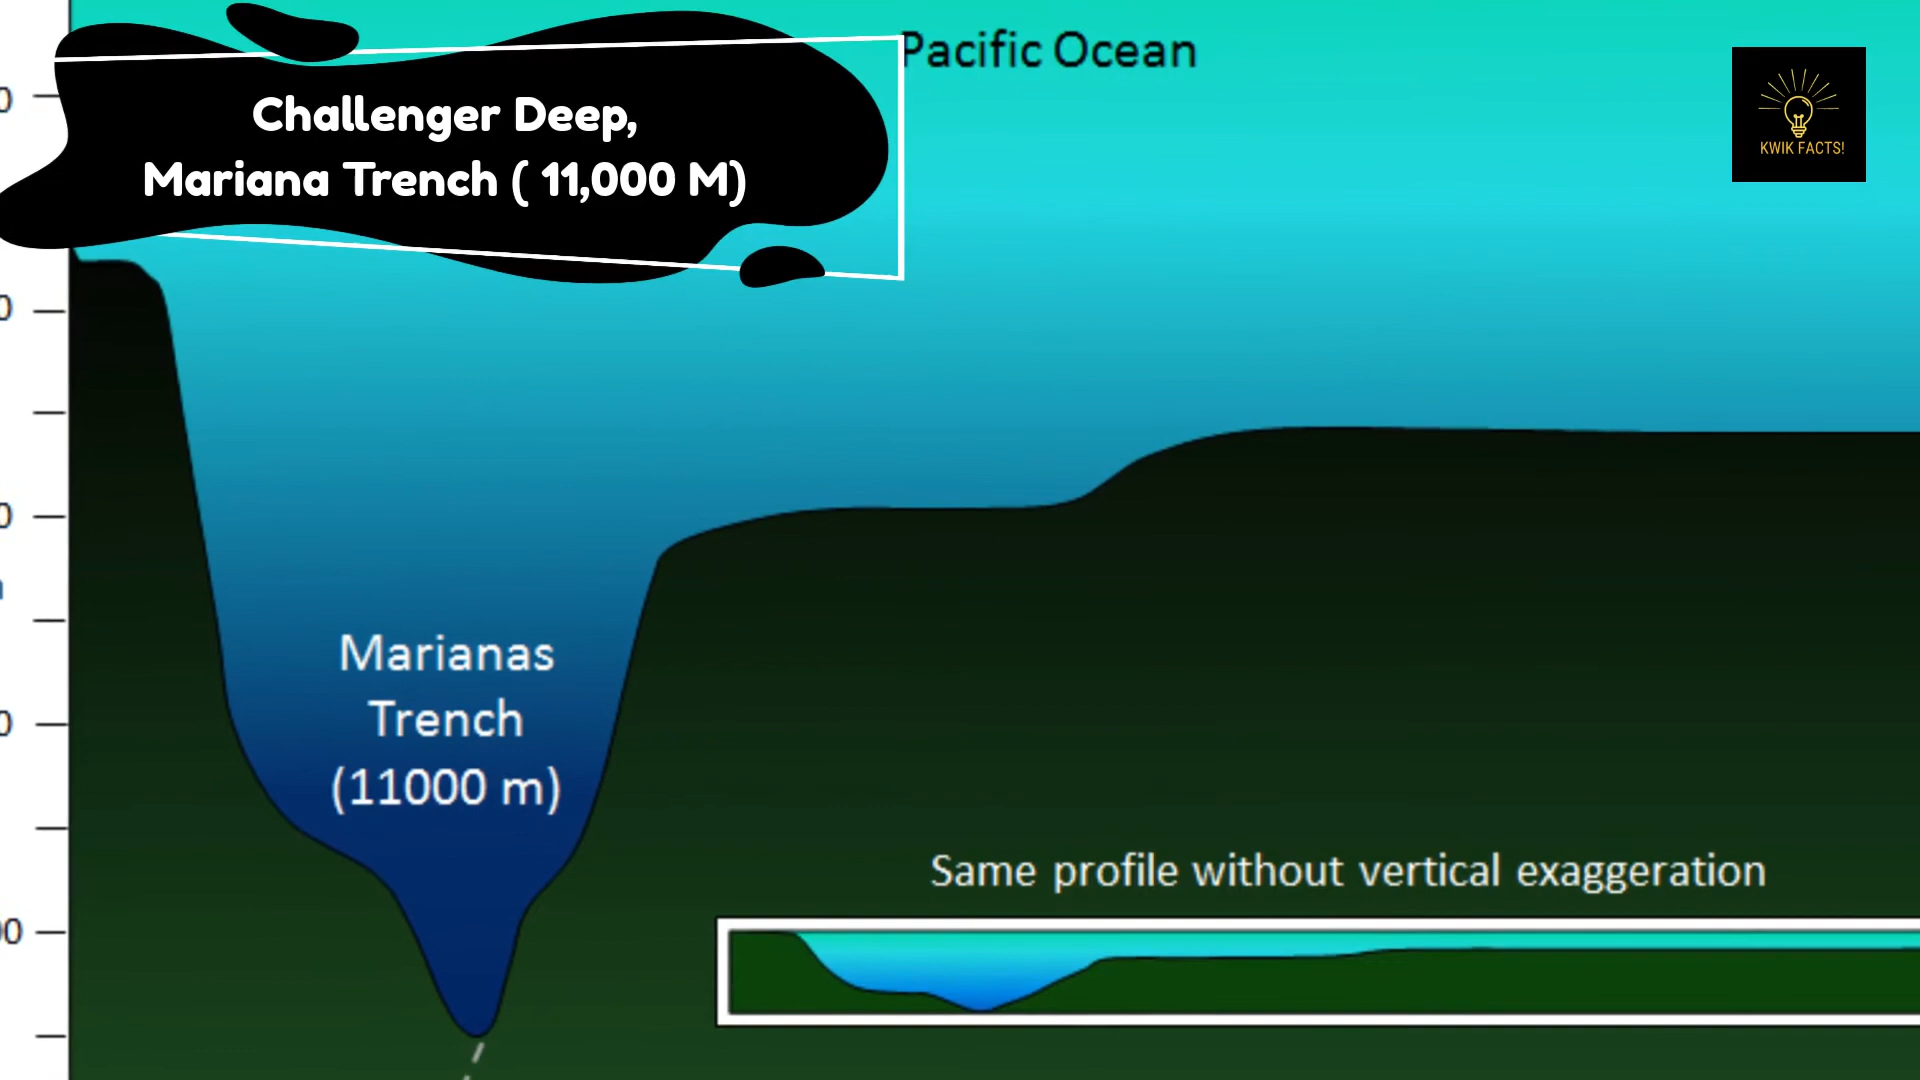 Pacific Ocean
Challenger Deep,
Mariana Trench ( 11,000 M)
KWIK FACTS!
Marianas
Trench
(11000 m)
Same profile without vertical exaggeration